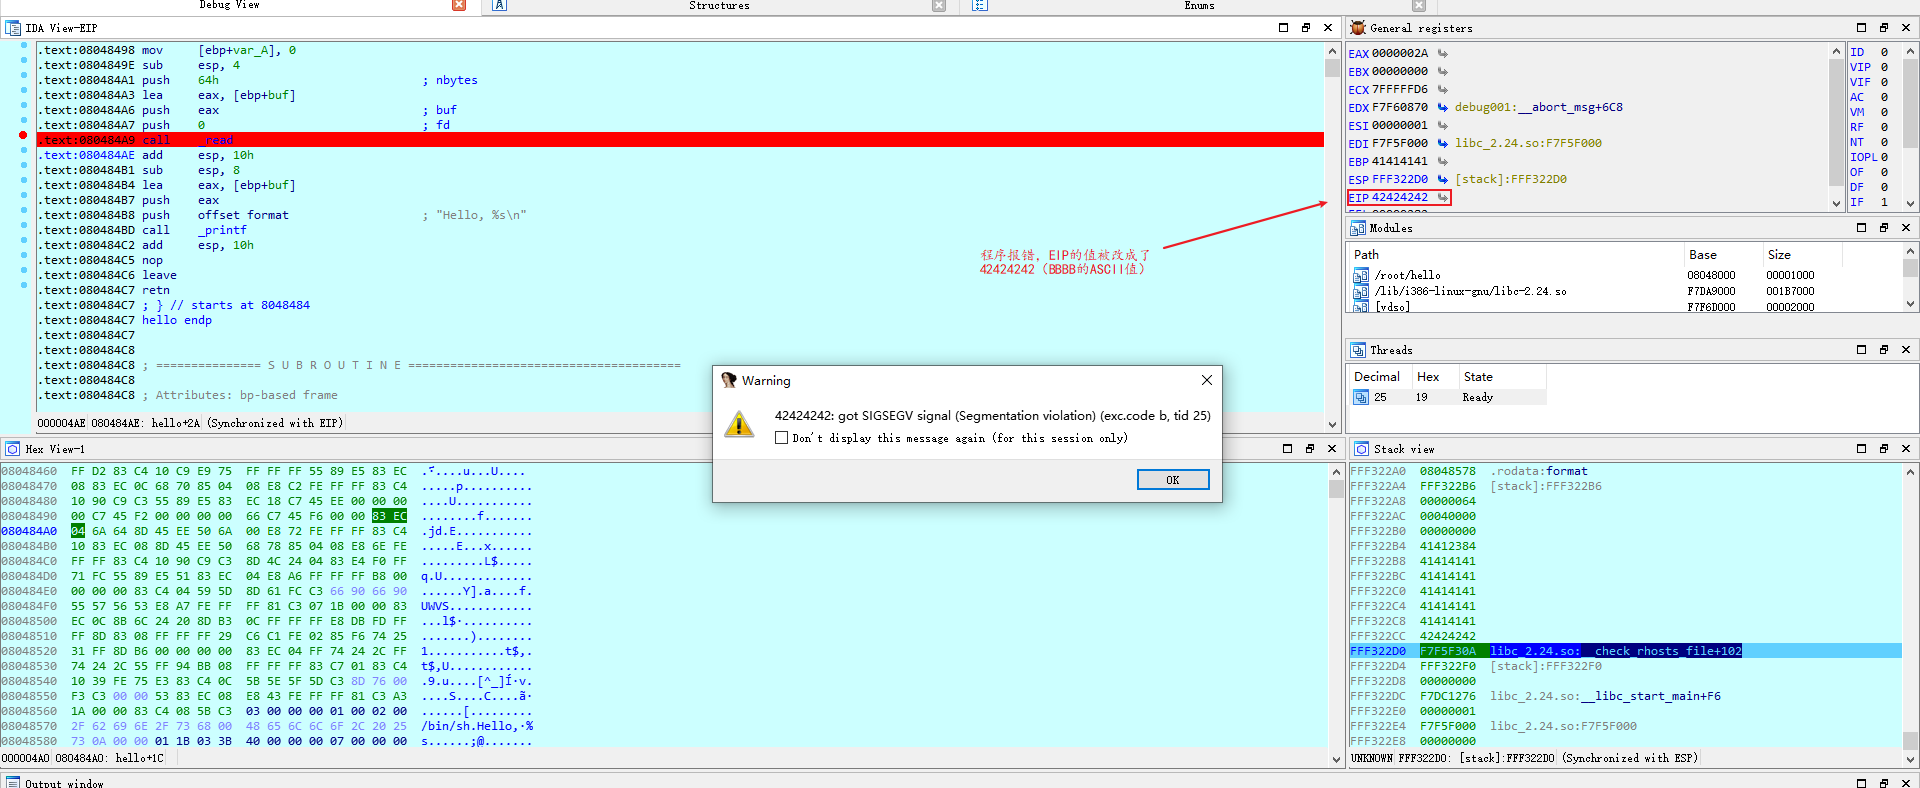 Debug View
Structures
Enums
IDA View-EIP
.text:08048498 mov [ebp+var_A], 0
.text:0804849E sub esp, 4
.text:080484A1 push 64h ; nbytes
.text:080484A3 lea eax, [ebp+buf]
.text:080484A6 push eax ; buf
.text:080484A7 push 0 ; fd
.text:080484A9 call _read
.text:080484AE add esp, 10h
.text:080484B1 sub esp, 8
.text:080484B4 lea eax, [ebp+buf]
.text:080484B7 push eax
.text:080484B8 push offset format ; "Hello, %s\n"
.text:080484BD call _printf
.text:080484C2 add esp, 10h
.text:080484C5 nop
.text:080484C6 leave
.text:080484C7 retn
.text:080484C7 ; } // starts at 8048484
.text:080484C7 hello endp
.text:080484C7
.text:080484C8
.text:080484C8 ; =============== S U B R O U T I N E =======================================
.text:080484C8
.text:080484C8 ; Attributes: bp-based frame
000004AE 080484AE: hello+2A (Synchronized with EIP)
程序报错，EIP的值被改成了
42424242（BBBB的ASCII值）
General registers
EAX 0000002A
EBX 00000000
ECX 7FFFFFD6
EDX F7F60870 debug001:__abort_msg+6C8
ESI 00000001
EDI F7F5F000 libc_2.24.so:F7F5F000
EBP 41414141
ESP FFF322D0 [stack]:FFF322D0
EIP 42424242
ID 0
VIP 0
VIF 0
AC 0
VM 0
RF 0
NT 0
IOPL 0
OF 0
DF 0
IF 1
Modules
Path Base Size
/root/hello 08048000 00001000
/lib/i386-linux-gnu/libc-2.24.so F7DA9000 001B7000
[vdso] F7F6D000 00002000
Threads
Decimal Hex State
25 19 Ready
Warning
42424242: got SIGSEGV signal (Segmentation violation) (exc.code b, tid 25)
Don't display this message again (for this session only)
OK
Hex View-1
08048460 FF D2 83 C4 10 C9 E9 75 FF FF FF 55 89 E5 83 EC
08048470 08 83 EC 0C 68 70 85 04 08 E8 C2 FE FF FF 83 C4 .....p..........
08048480 10 90 C9 C3 55 89 E5 83 EC 18 C7 45 EE 00 00 00 ....U...........
08048490 00 C7 45 F2 00 00 00 00 66 C7 45 F6 00 00 83 EC ........f.......
080484A0 04 6A 64 8D 45 EE 50 6A 00 E8 72 FE FF FF 83 C4 .jd.E...........
080484B0 10 83 EC 08 8D 45 EE 50 68 78 85 04 08 E8 6E FE .....E...x......
080484C0 FF FF 83 C4 10 90 C9 C3 8D 4C 24 04 83 E4 F0 FF .........L$.....
080484D0 71 FC 55 89 E5 51 83 EC 04 E8 A6 FF FF FF B8 00 q.U.............
080484E0 00 00 00 83 C4 04 59 5D 8D 61 FC C3 66 90 66 90 ......Y].a....f.
080484F0 55 57 56 53 E8 A7 FE FF FF 81 C3 07 1B 00 00 83 UWVS............
08048500 EC 0C 8B 6C 24 20 8D B3 0C FF FF FF E8 DB FD FF ...l$...........
08048510 FF 8D 83 08 FF FF FF 29 C6 C1 FE 02 85 F6 74 25 .......)........
08048520 31 FF 8D B6 00 00 00 00 83 EC 04 FF 74 24 2C FF 1...........t$,.
08048530 74 24 2C 55 FF 94 BB 08 FF FF FF FF 83 C7 01 83 C4 t$,U............
08048540 10 39 FE 75 E3 83 C4 0C 5B 5E 5F 5D C3 8D 76 00
08048550 F3 C3 00 00 53 83 EC 08 E8 43 FE FF FF 81 C3 A3
08048560 1A 00 00 83 C4 08 5B C3 03 00 00 00 01 00 02 00 ......[.........
08048570 2F 62 69 6E 2F 73 68 00 48 65 6C 6C 6F 2C 20 25 /bin/sh.Hello,·%
08048580 73 0A 00 00 01 1B 03 3B 40 00 00 00 07 00 00 00 s......;@.......
000004A0 080484A0: hello+1C
Stack view
FFF322A0 08048578 .rodata:format
FFF322A4 FFF322B6 [stack]:FFF322B6
FFF322A8 00000064
FFF322AC 00040000
FFF322B0 00000000
FFF322B4 41412384
FFF322B8 41414141
FFF322BC 41414141
FFF322C0 41414141
FFF322C4 41414141
FFF322C8 41414141
FFF322CC 42424242
FFF322D0 F7F5F30A libc_2.24.so:__check_rhosts_file+102
FFF322D4 FFF322F0 [stack]:FFF322F0
FFF322D8 00000000
FFF322DC F7DC1276 libc_2.24.so:__libc_start_main+F6
FFF322E0 00000001
FFF322E4 F7F5F000 libc_2.24.so:F7F5F000
FFF322E8 00000000
UNKNOWN FFF322D0: [stack]:FFF322D0 (Synchronized with ESP)
Output window